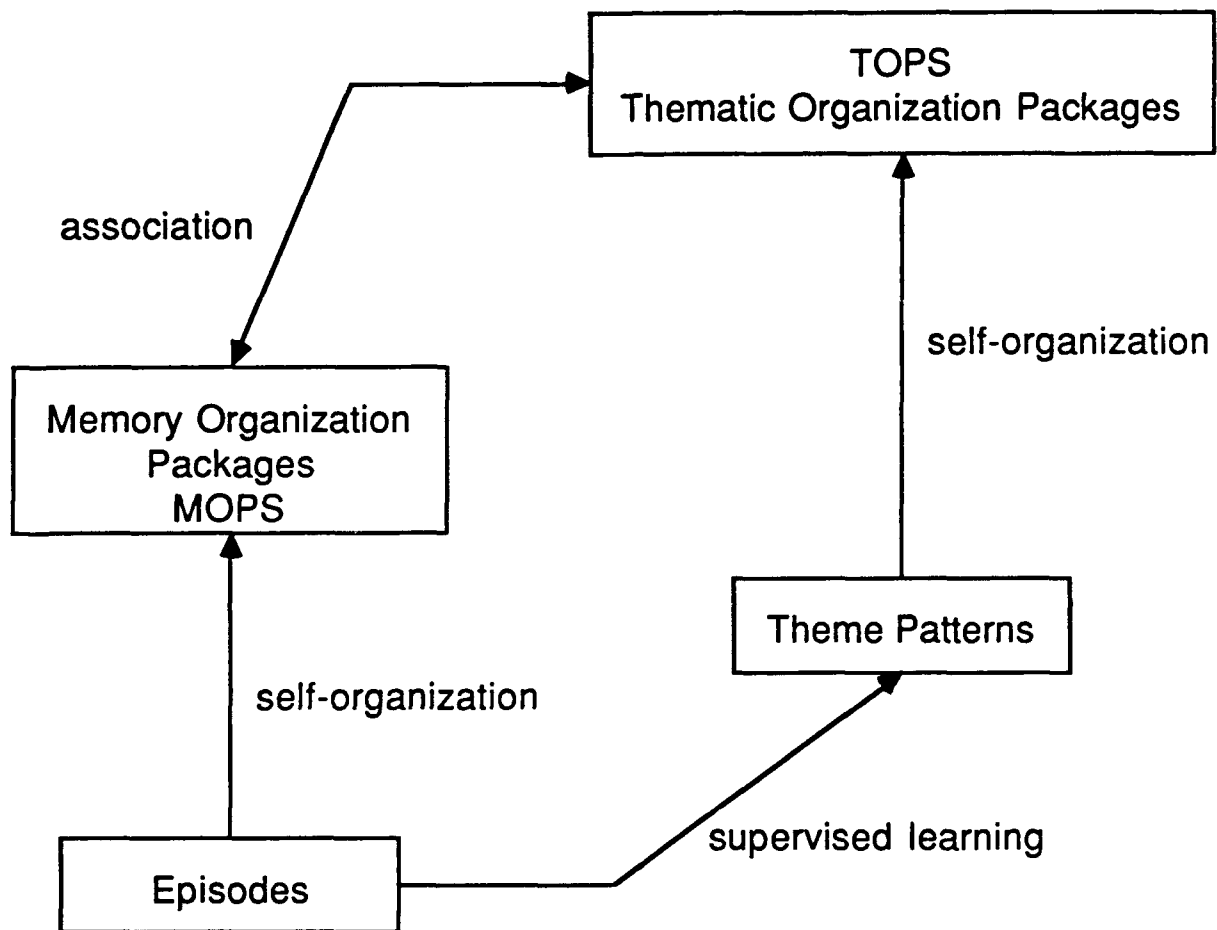 TOPS
Thematic Organization Packages
association
self-organization
Memory Organization
Packages
MOPS
Theme Patterns
self-organization
supervised learning
Episodes